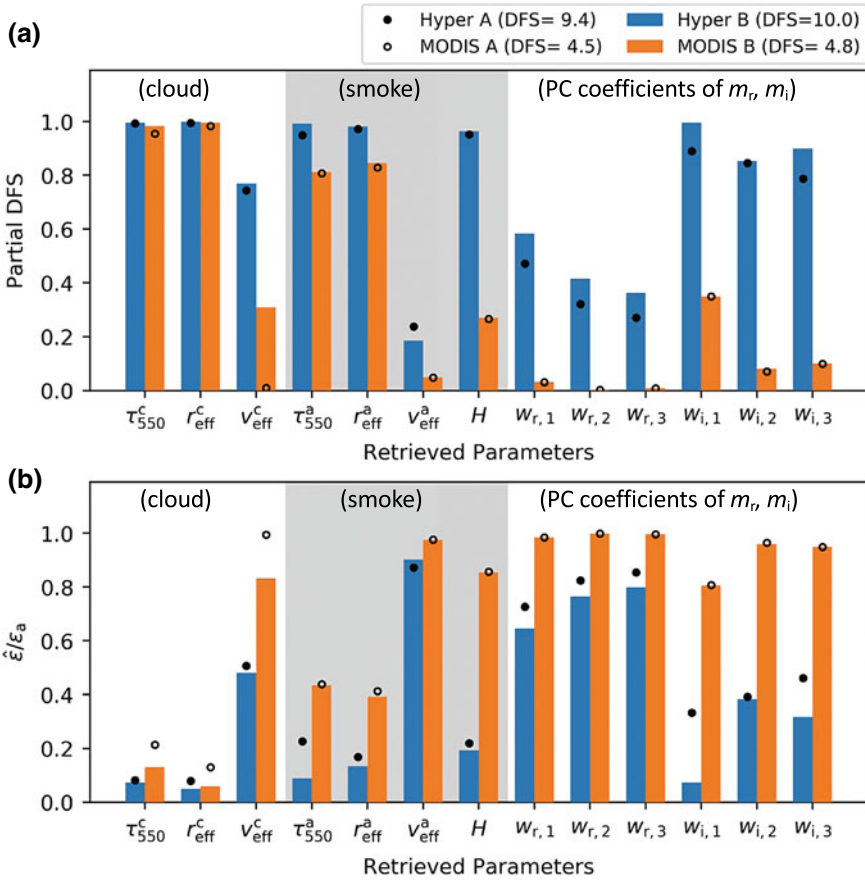 Hyper A (DFS= 9.4) Hyper B (DFS=10.0)
MODIS A (DFS= 4.5) MODIS B (DFS= 4.8)
(a)
(cloud) (smoke) (PC coefficients of mᵣ, mᵢ)
Partial DFS
1.0
0.8
0.6
0.4
0.2
0.0
τᶜ₅₅₀ rᶜeff vᶜeff τᵃ₅₅₀ rᵃeff vᵃeff H wr, 1 wr, 2 wr, 3 wi, 1 wi, 2 wi, 3
Retrieved Parameters
(b)
(cloud) (smoke) (PC coefficients of mᵣ, mᵢ)
ε̂/εₐ
1.0
0.8
0.6
0.4
0.2
0.0
τᶜ₅₅₀ rᶜeff vᶜeff τᵃ₅₅₀ rᵃeff vᵃeff H wr, 1 wr, 2 wr, 3 wi, 1 wi, 2 wi, 3
Retrieved Parameters